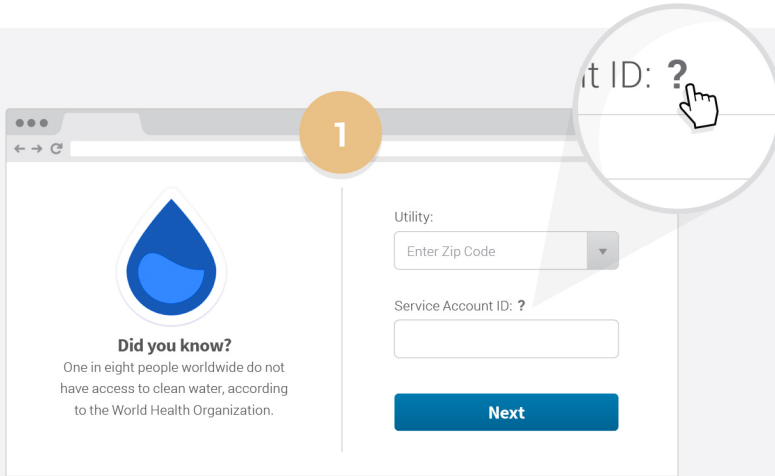 t ID: ?
1
Utility:
Enter Zip Code
Service Account ID: ?
Next
Did you know?
One in eight people worldwide do not
have access to clean water, according
to the World Health Organization.